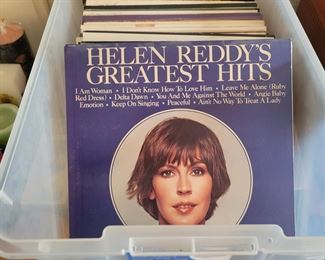 HELEN REDDY'S
GREATEST HITS
I Am Woman • I Don't Know How To Love Him • Leave Me Alone (Ruby
Red Dress) • Delta Dawn • You And Me Against The World • Angie Baby
Emotion • Keep On Singing • Peaceful • Ain't No Way To Treat A Lady